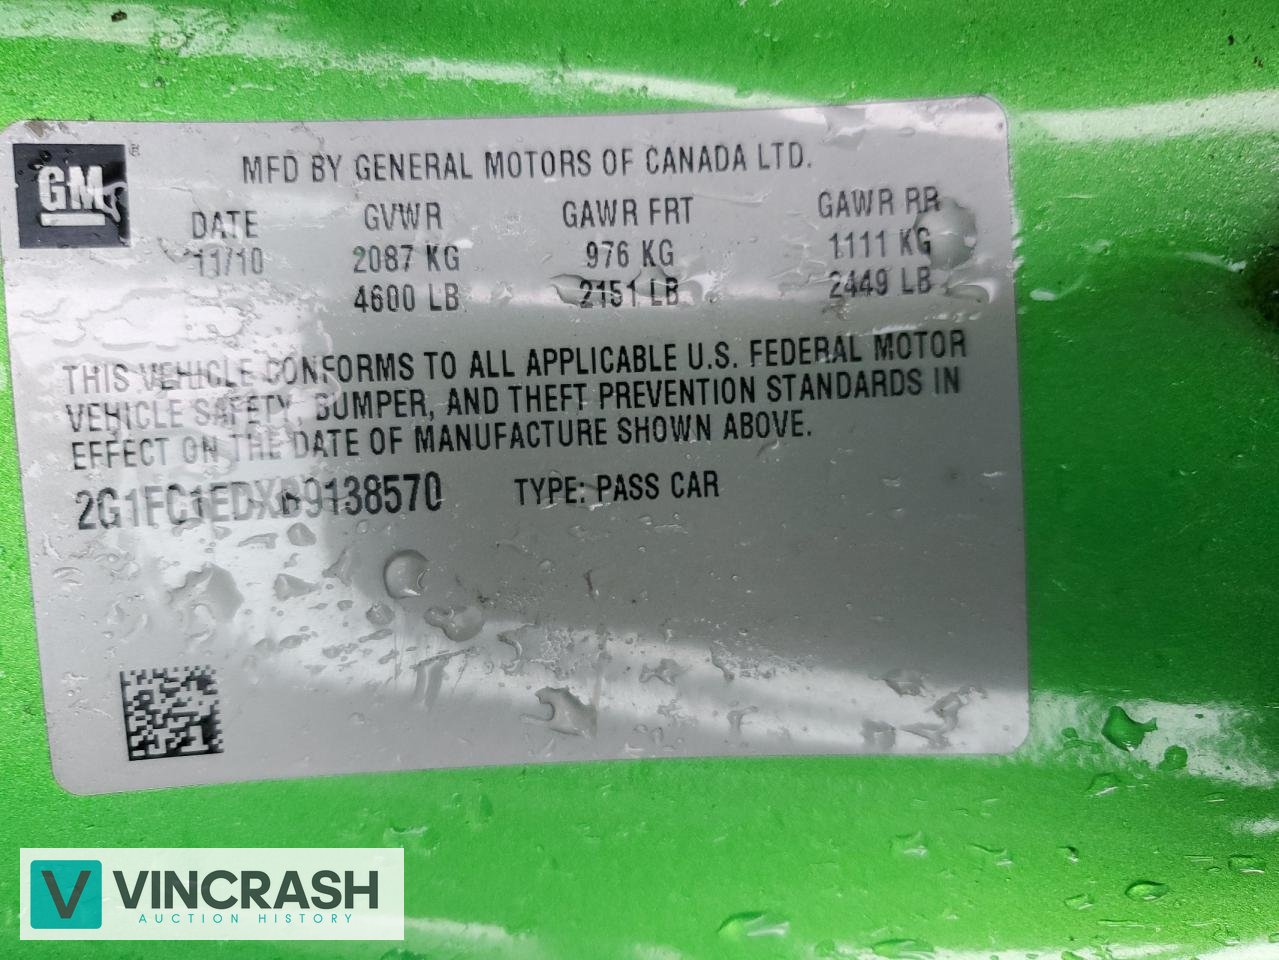 GM
MFD BY GENERAL MOTORS OF CANADA LTD.
DATE GVWR GAWR FRT GAWR RR
11/10 2087 KG 976 KG 1111 KG
4600 LB 2151 LB 2449 LB
THIS VEHICLE CONFORMS TO ALL APPLICABLE U.S. FEDERAL MOTOR
VEHICLE SAFETY, BUMPER, AND THEFT PREVENTION STANDARDS IN
EFFECT ON THE DATE OF MANUFACTURE SHOWN ABOVE.
2G1FC1EDXB9138570 TYPE: PASS CAR
V VINCRASH
AUCTION HISTORY